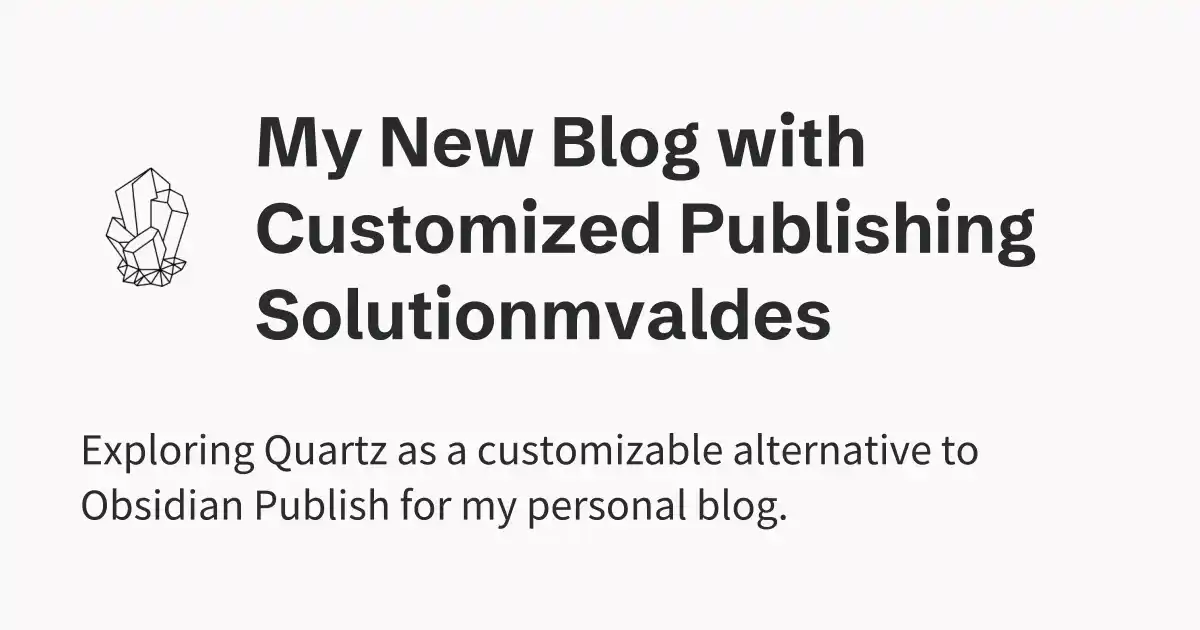 My New Blog with
Customized Publishing
Solutionmvaldes
Exploring Quartz as a customizable alternative to
Obsidian Publish for my personal blog.